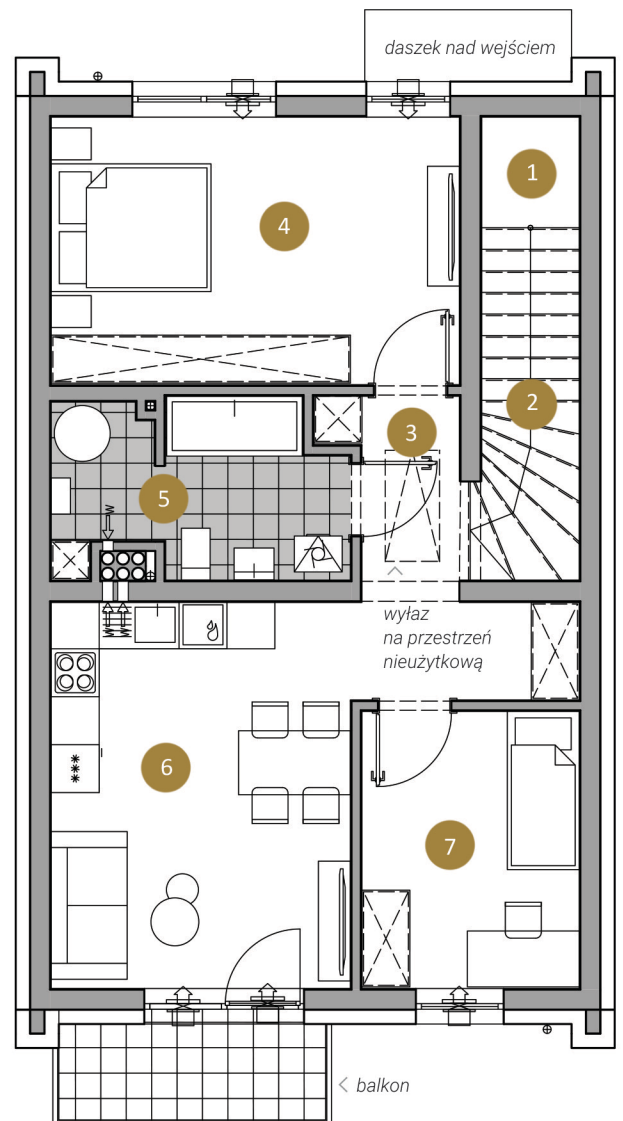 daszek nad wejściem
1
4
2
3
5
wyłaz
na przestrzeń
nieużytkową
6
7
balkon